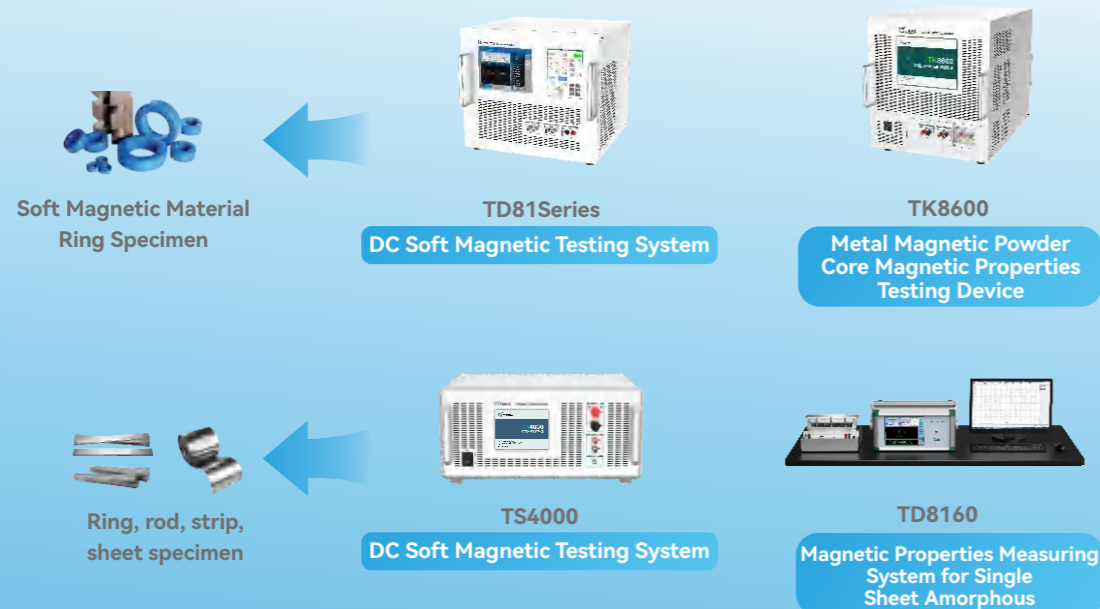 Soft Magnetic Material
Ring Specimen
TD81Series
DC Soft Magnetic Testing System
TK8600
Metal Magnetic Powder
Core Magnetic Properties
Testing Device
Ring, rod, strip,
sheet specimen
TS4000
DC Soft Magnetic Testing System
TD8160
Magnetic Properties Measuring
System for Single
Sheet Amorphous